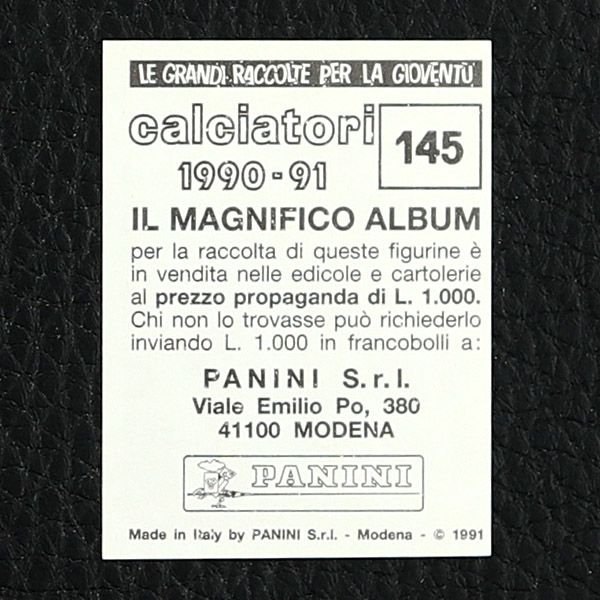 LE GRANDI RACCOLTE PER LA GIOVENTÙ
calciatori
1990-91
145
IL MAGNIFICO ALBUM
per la raccolta di queste figurine è
in vendita nelle edicole e cartolerie
al prezzo propaganda di L. 1.000.
Chi non lo trovasse può richiederlo
inviando L. 1.000 in francobolli a:
PANINI S.r.l.
Viale Emilio Po, 380
41100 MODENA
PANINI
Made in Italy by PANINI S.r.l. - Modena - © 1991